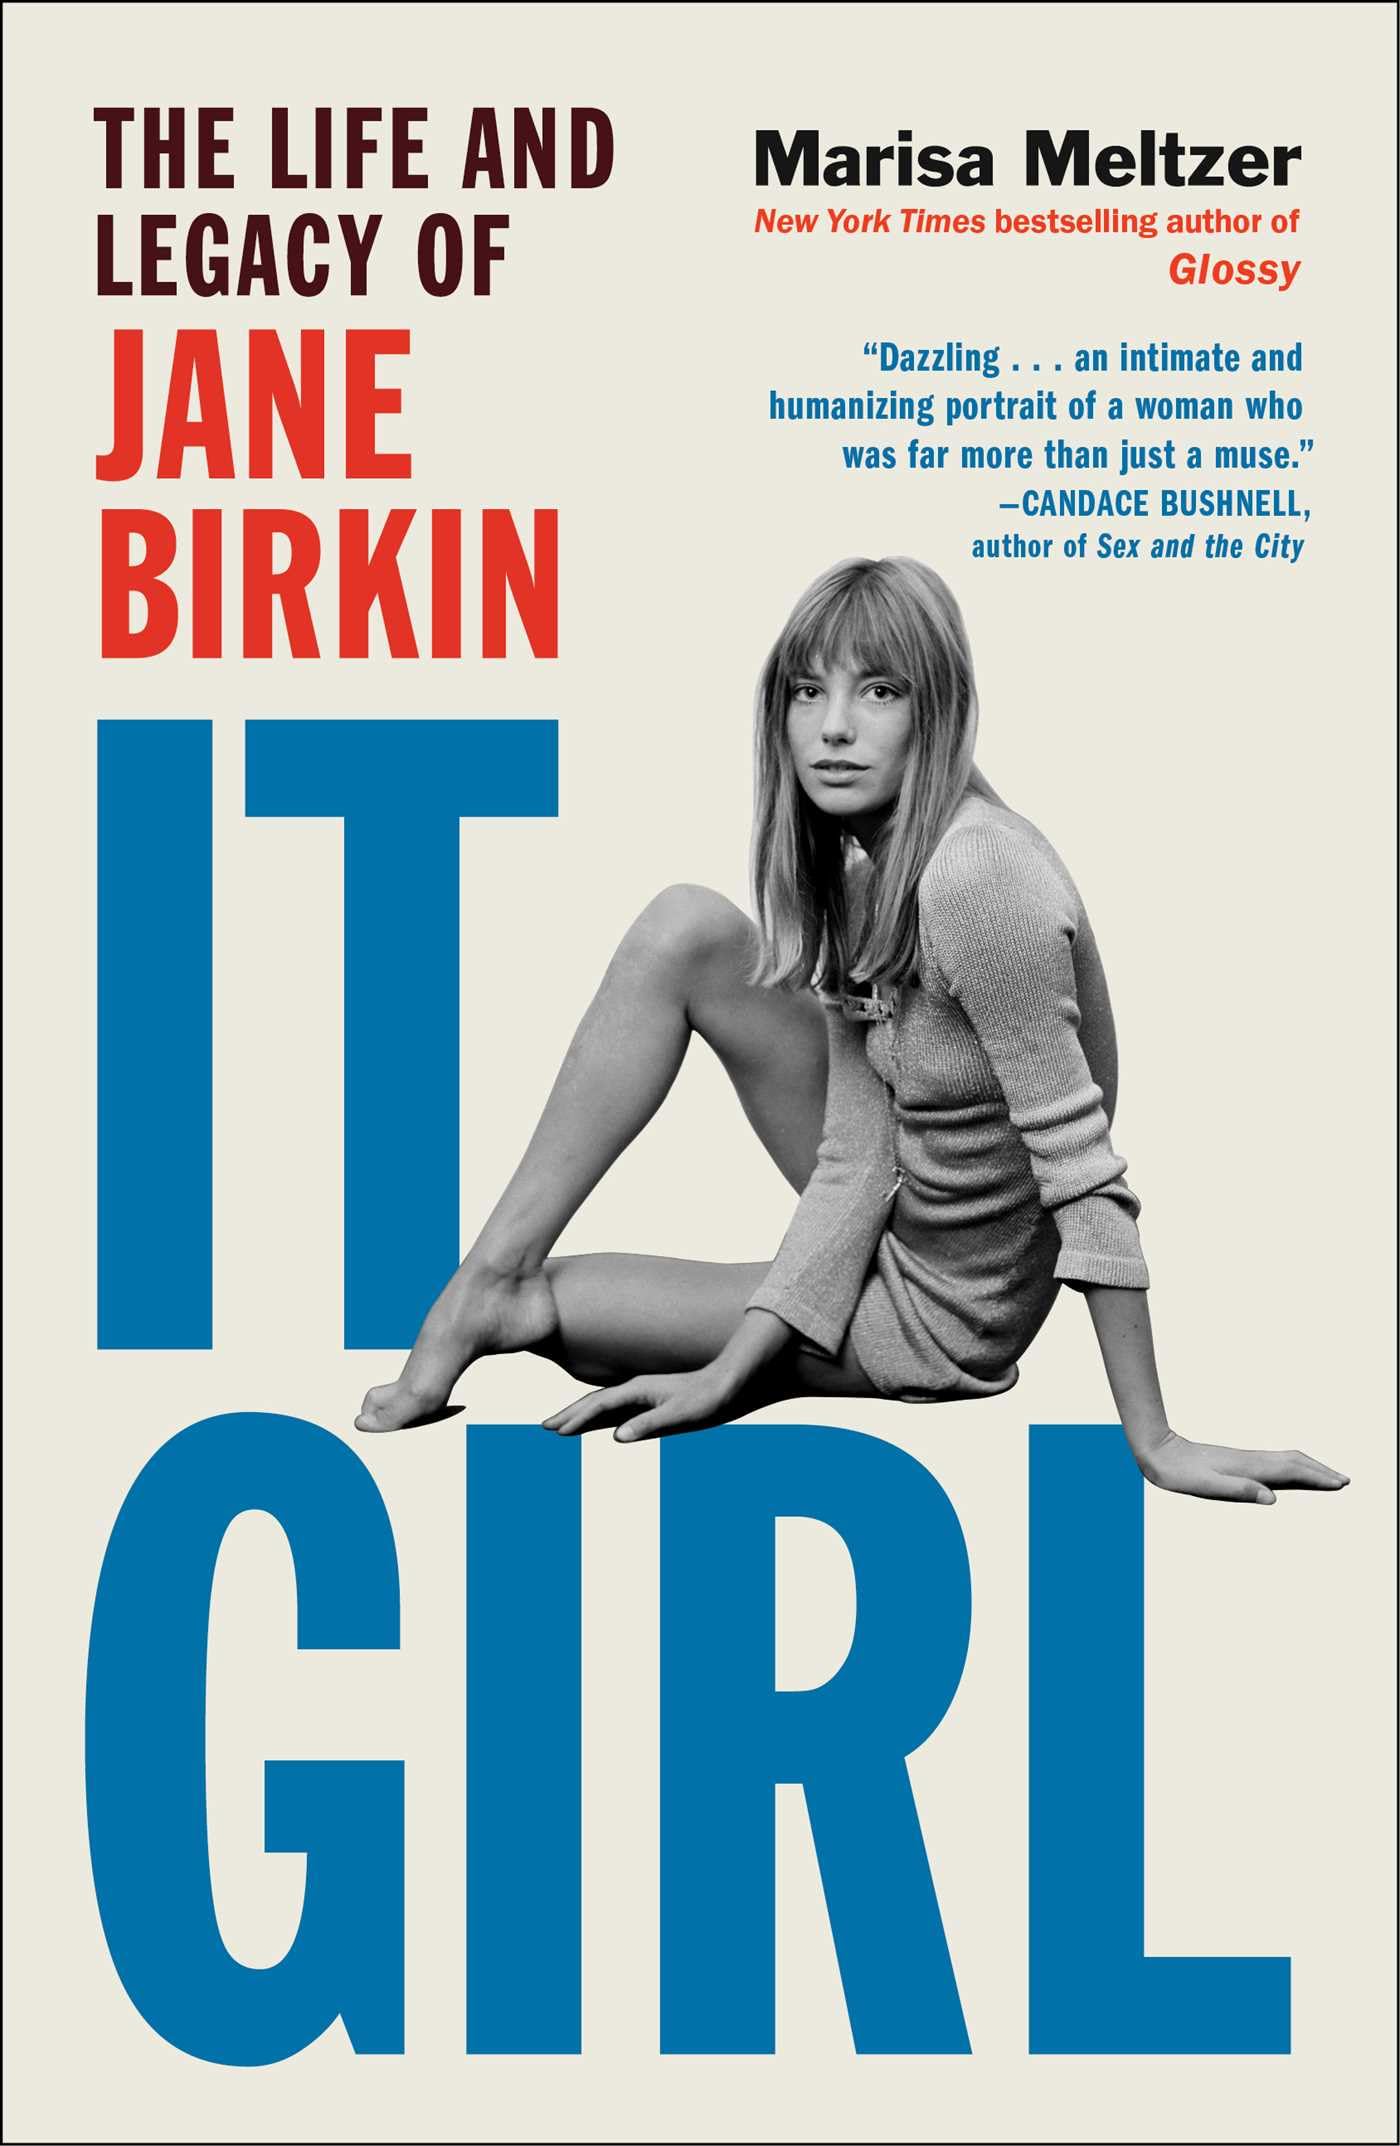 THE LIFE AND
LEGACY OF
JANE
BIRKIN
IT
GIRL
Marisa Meltzer
New York Times bestselling author of
Glossy
“Dazzling . . . an intimate and
humanizing portrait of a woman who
was far more than just a muse.”
—CANDACE BUSHNELL,
author of Sex and the City